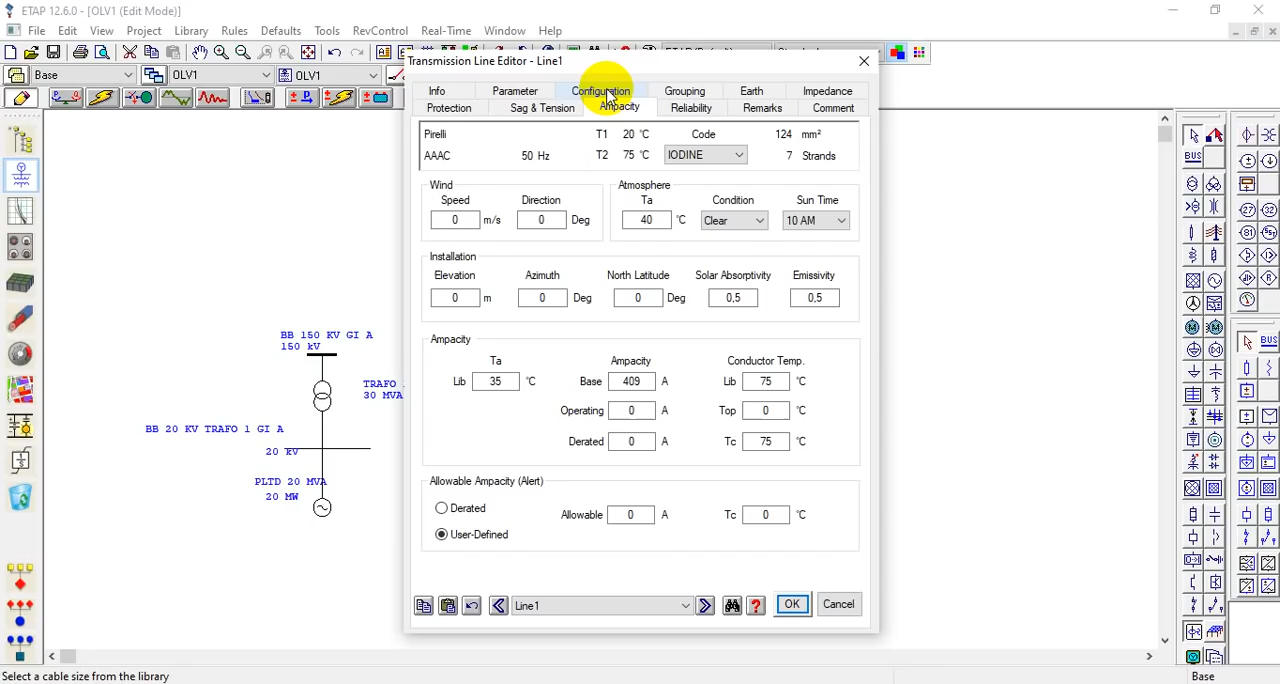 ETAP 12.6.0 - [OLV1 (Edit Mode)]
File Edit View Project Library Rules Defaults Tools RevControl Real-Time Window Help
Base OLV1 OLV1
Transmission Line Editor - Line1
Info Parameter Configuration Grouping Earth Impedance
Protection Sag & Tension Ampacity Reliability Remarks Comment
Pirelli T1 20 °C Code 124 mm²
AAAC 50 Hz T2 75 °C IODINE 7 Strands
Wind Atmosphere
Speed Direction Ta Condition Sun Time
0 m/s 0 Deg 40 °C Clear 10 AM
Installation
Elevation Azimuth North Latitude Solar Absorptivity Emissivity
0 m 0 Deg 0 Deg 0,5 0,5
Ampacity
Ta Ampacity Conductor Temp.
Lib 35 °C Base 409 A Lib 75 °C
Operating 0 A Top 0 °C
Derated 0 A Tc 75 °C
Allowable Ampacity (Alert)
Derated
Allowable 0 A Tc 0 °C
User-Defined
Line1 OK Cancel
BB 150 KV GI A
150 kV
TRAFO
30 MVA
BB 20 KV TRAFO 1 GI A
20 kV
PLTD 20 MVA
20 MW
BUS
BUS
Select a cable size from the library
Base